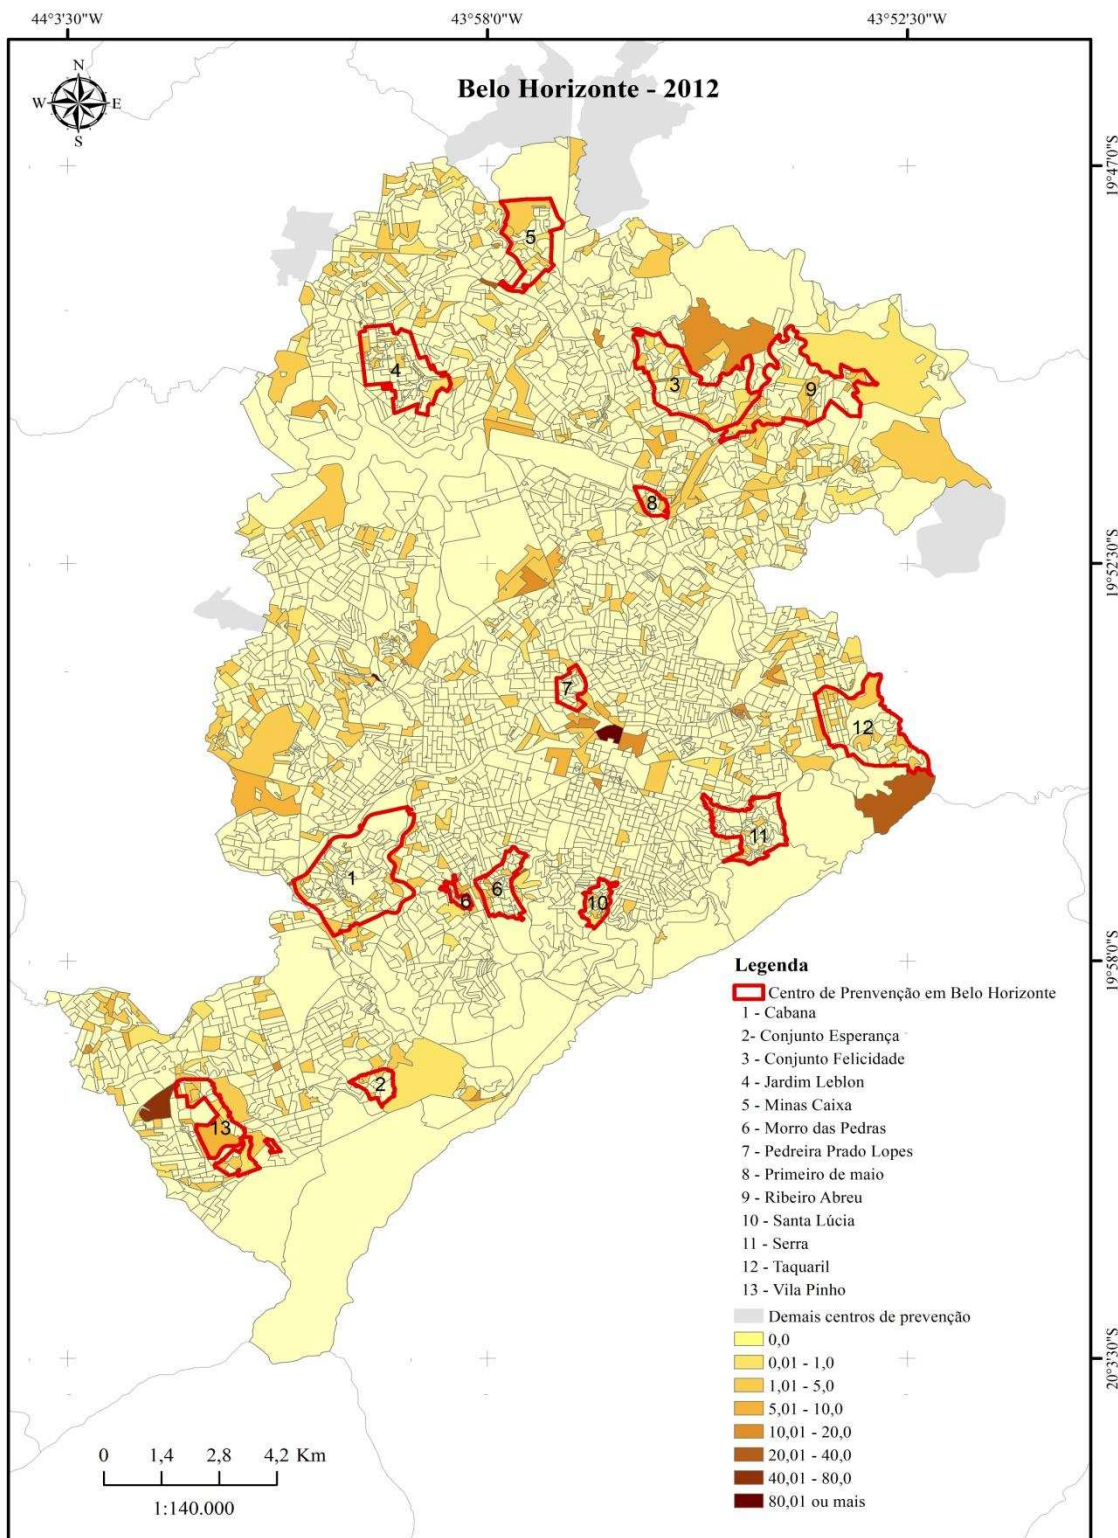 44°3'30"W 43°58'0"W 43°52'30"W
Belo Horizonte - 2012
N
W E
S
19°47'0"S
5
4
3
9
8
19°52'30"S
7
12
11
1
6
6
10
19°58'0"S
2
13
Legenda
Centro de Prenvenção em Belo Horizonte
1 - Cabana
2- Conjunto Esperança
3 - Conjunto Felicidade
4 - Jardim Leblon
5 - Minas Caixa
6 - Morro das Pedras
7 - Pedreira Prado Lopes
8 - Primeiro de maio
9 - Ribeiro Abreu
10 - Santa Lúcia
11 - Serra
12 - Taquaril
13 - Vila Pinho
Demais centros de prevenção
0,0
0,01 - 1,0
1,01 - 5,0
5,01 - 10,0
10,01 - 20,0
20,01 - 40,0
40,01 - 80,0
80,01 ou mais
20°3'30"S
0 1,4 2,8 4,2 Km
1:140.000